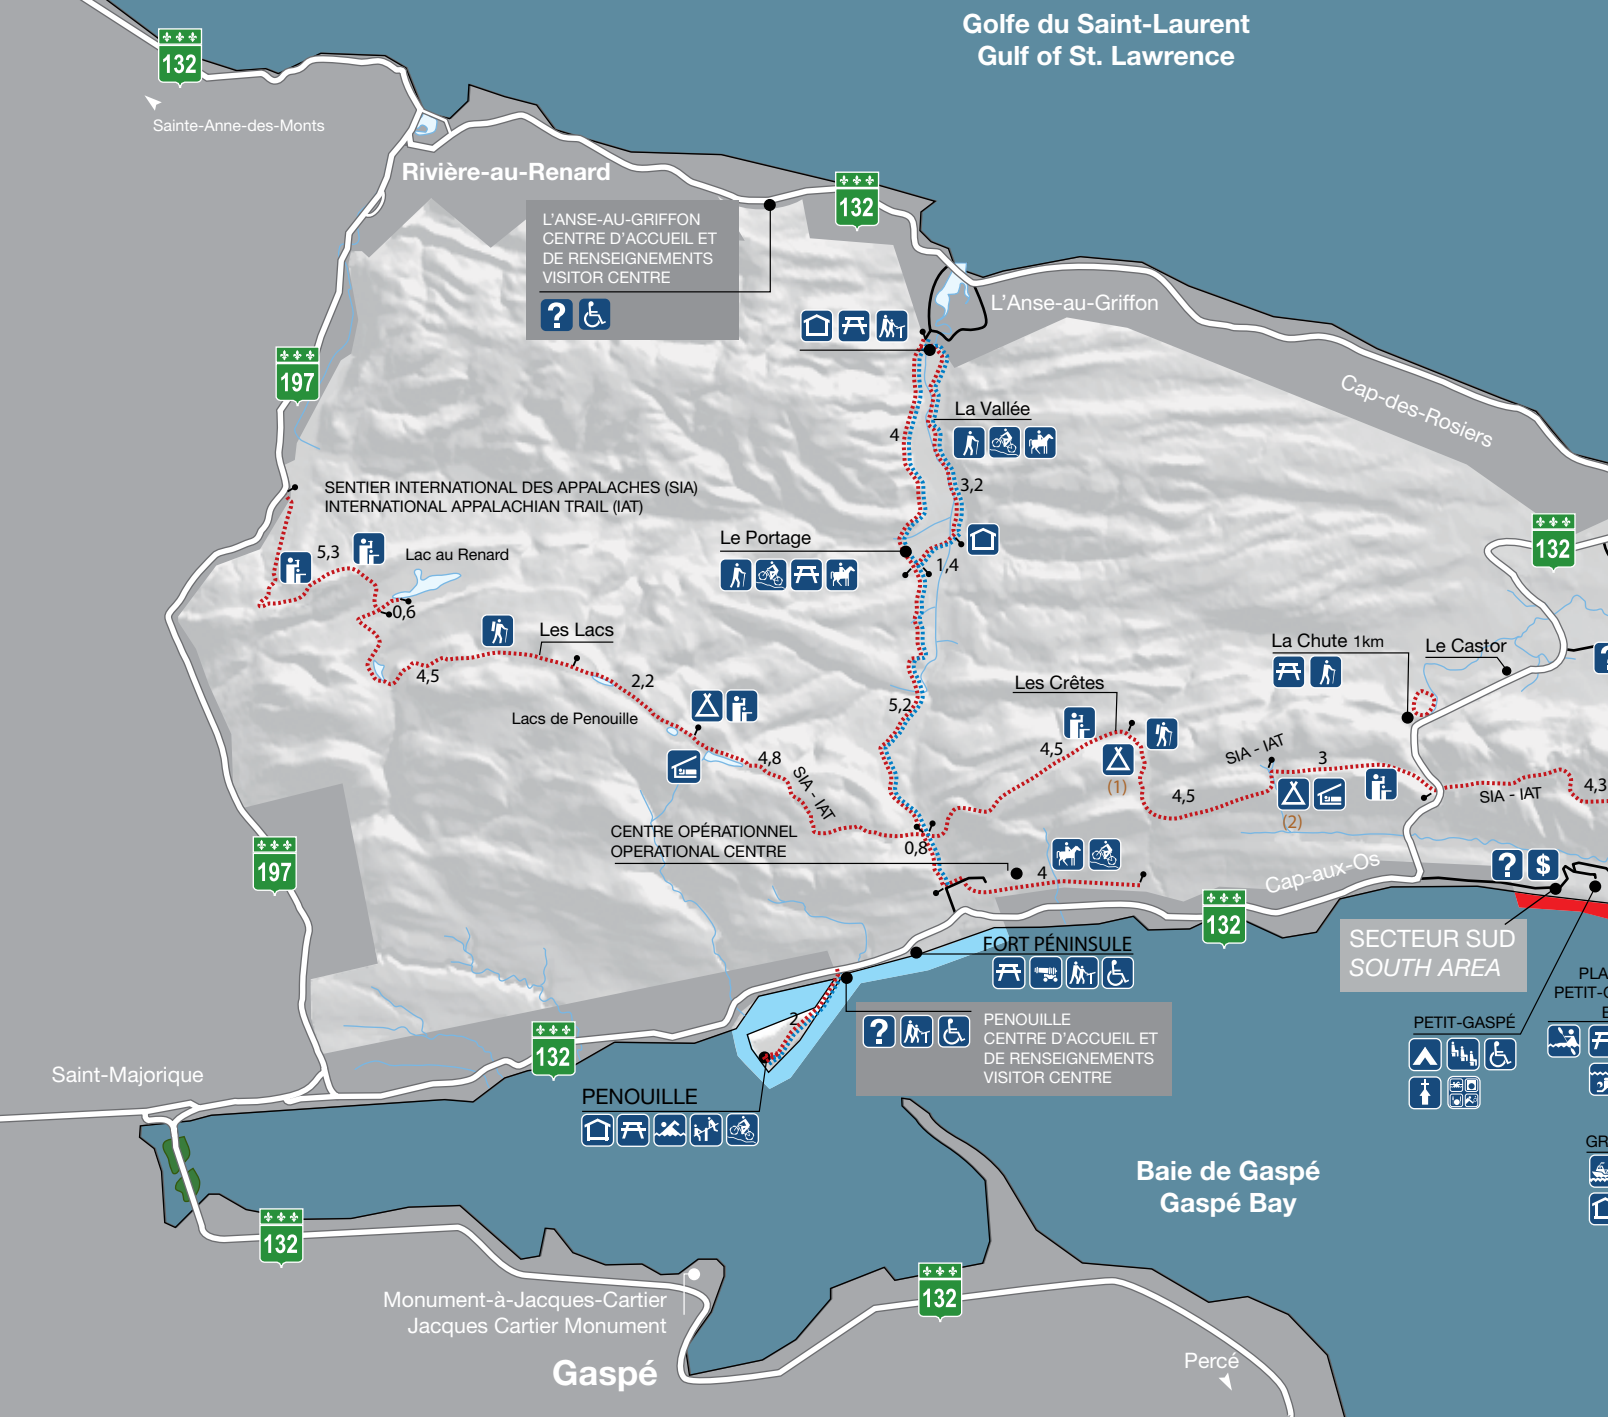 Golfe du Saint-Laurent
Gulf of St. Lawrence
132
Sainte-Anne-des-Monts
Rivière-au-Renard
132
L'ANSE-AU-GRIFFON
CENTRE D'ACCUEIL ET
DE RENSEIGNEMENTS
VISITOR CENTRE
?
L'Anse-au-Griffon
197
Cap-des-Rosiers
La Vallée
4
3,2
SENTIER INTERNATIONAL DES APPALACHES (SIA)
INTERNATIONAL APPALACHIAN TRAIL (IAT)
5,3
Lac au Renard
0,6
Le Portage
1,4
132
Les Lacs
4,5
2,2
Lacs de Penouille
4,8
SIA - IAT
5,2
Les Crêtes
4,5
(1)
4,5
La Chute 1km
Le Castor
?
SIA - IAT
3
(2)
SIA - IAT
4,3
CENTRE OPÉRATIONNEL
OPERATIONAL CENTRE
0,8
4
197
Cap-aux-Os
132
? $
SECTEUR SUD
SOUTH AREA
FORT PÉNINSULE
2
?
PENOUILLE
CENTRE D'ACCUEIL ET
DE RENSEIGNEMENTS
VISITOR CENTRE
PLA
PETIT-G
E
PETIT-GASPÉ
132
Saint-Majorique
PENOUILLE
GR
Baie de Gaspé
Gaspé Bay
132
132
Monument-à-Jacques-Cartier
Jacques Cartier Monument
Gaspé
Percé